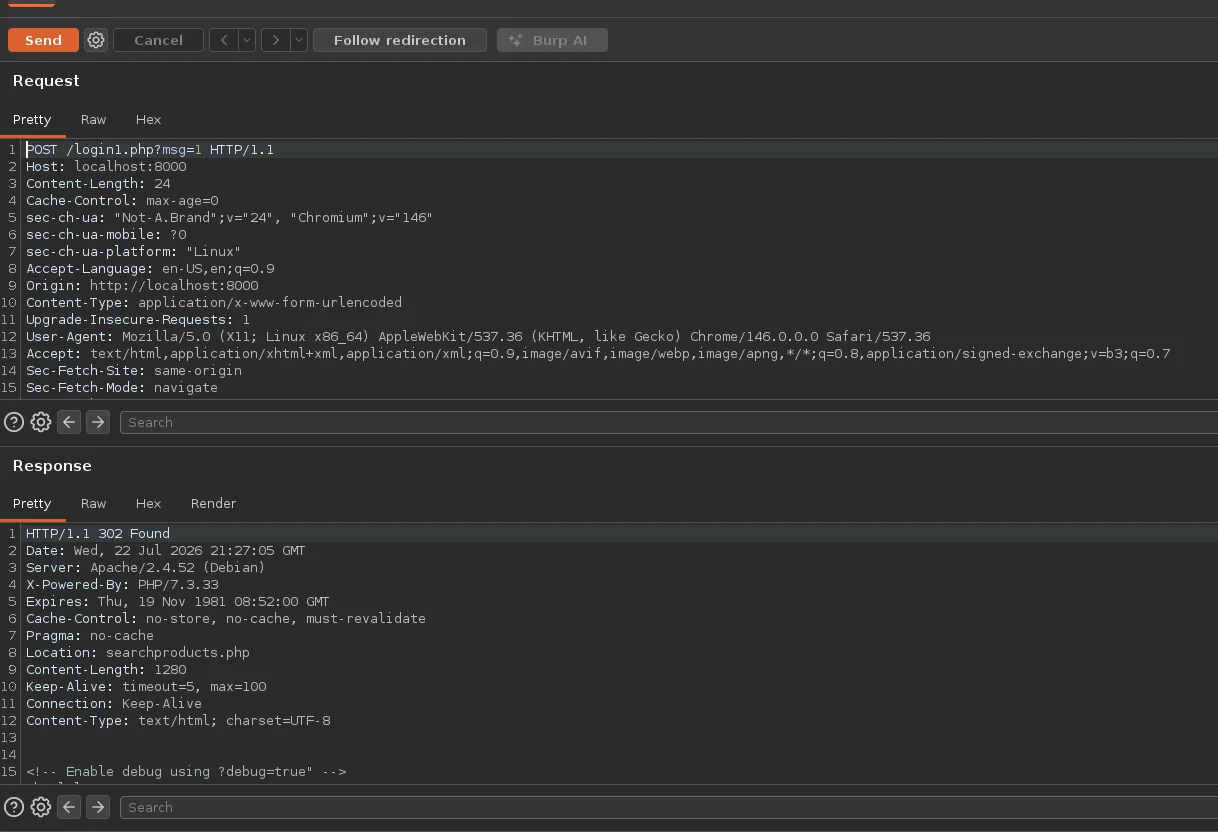 Send Cancel Follow redirection Burp AI
Request
Pretty Raw Hex
1 POST /login1.php?msg=1 HTTP/1.1
2 Host: localhost:8000
3 Content-Length: 24
4 Cache-Control: max-age=0
5 sec-ch-ua: "Not-A.Brand";v="24", "Chromium";v="146"
6 sec-ch-ua-mobile: ?0
7 sec-ch-ua-platform: "Linux"
8 Accept-Language: en-US,en;q=0.9
9 Origin: http://localhost:8000
10 Content-Type: application/x-www-form-urlencoded
11 Upgrade-Insecure-Requests: 1
12 User-Agent: Mozilla/5.0 (X11; Linux x86_64) AppleWebKit/537.36 (KHTML, like Gecko) Chrome/146.0.0.0 Safari/537.36
13 Accept: text/html,application/xhtml+xml,application/xml;q=0.9,image/avif,image/webp,image/apng,*/*;q=0.8,application/signed-exchange;v=b3;q=0.7
14 Sec-Fetch-Site: same-origin
15 Sec-Fetch-Mode: navigate
Search
Response
Pretty Raw Hex Render
1 HTTP/1.1 302 Found
2 Date: Wed, 22 Jul 2026 21:27:05 GMT
3 Server: Apache/2.4.52 (Debian)
4 X-Powered-By: PHP/7.3.33
5 Expires: Thu, 19 Nov 1981 08:52:00 GMT
6 Cache-Control: no-store, no-cache, must-revalidate
7 Pragma: no-cache
8 Location: searchproducts.php
9 Content-Length: 1280
10 Keep-Alive: timeout=5, max=100
11 Connection: Keep-Alive
12 Content-Type: text/html; charset=UTF-8
13
14
15 <!-- Enable debug using ?debug=true" -->
Search